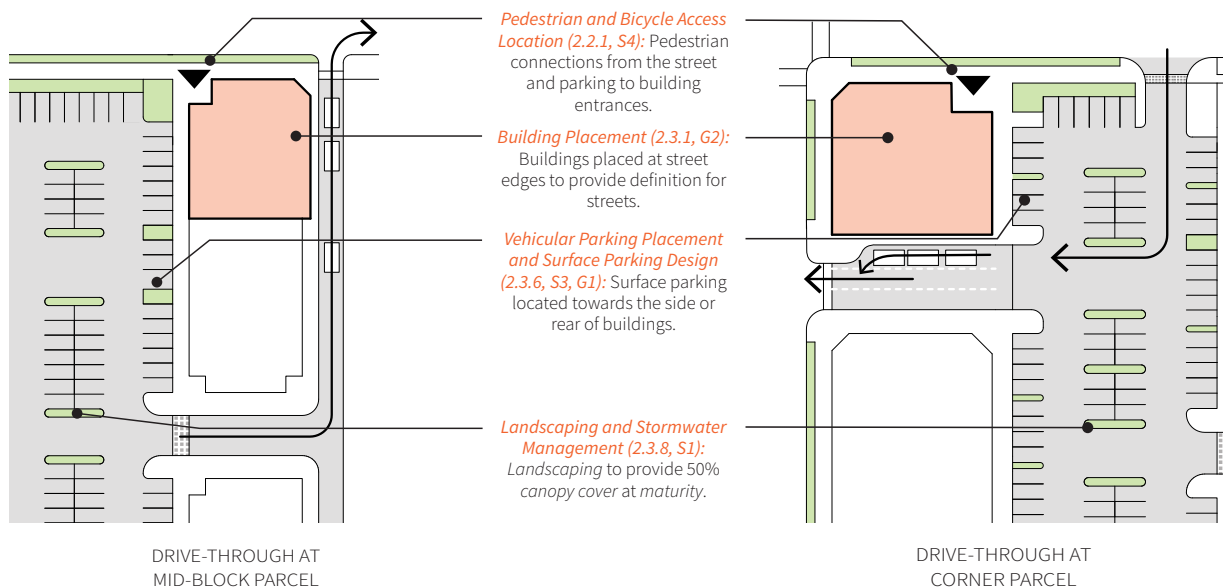 Pedestrian and Bicycle Access
Location (2.2.1, S4): Pedestrian
connections from the street
and parking to building
entrances.
Building Placement (2.3.1, G2):
Buildings placed at street
edges to provide definition for
streets.
Vehicular Parking Placement
and Surface Parking Design
(2.3.6, S3, G1): Surface parking
located towards the side or
rear of buildings.
Landscaping and Stormwater
Management (2.3.8, S1):
Landscaping to provide 50%
canopy cover at maturity.
DRIVE-THROUGH AT
MID-BLOCK PARCEL
DRIVE-THROUGH AT
CORNER PARCEL